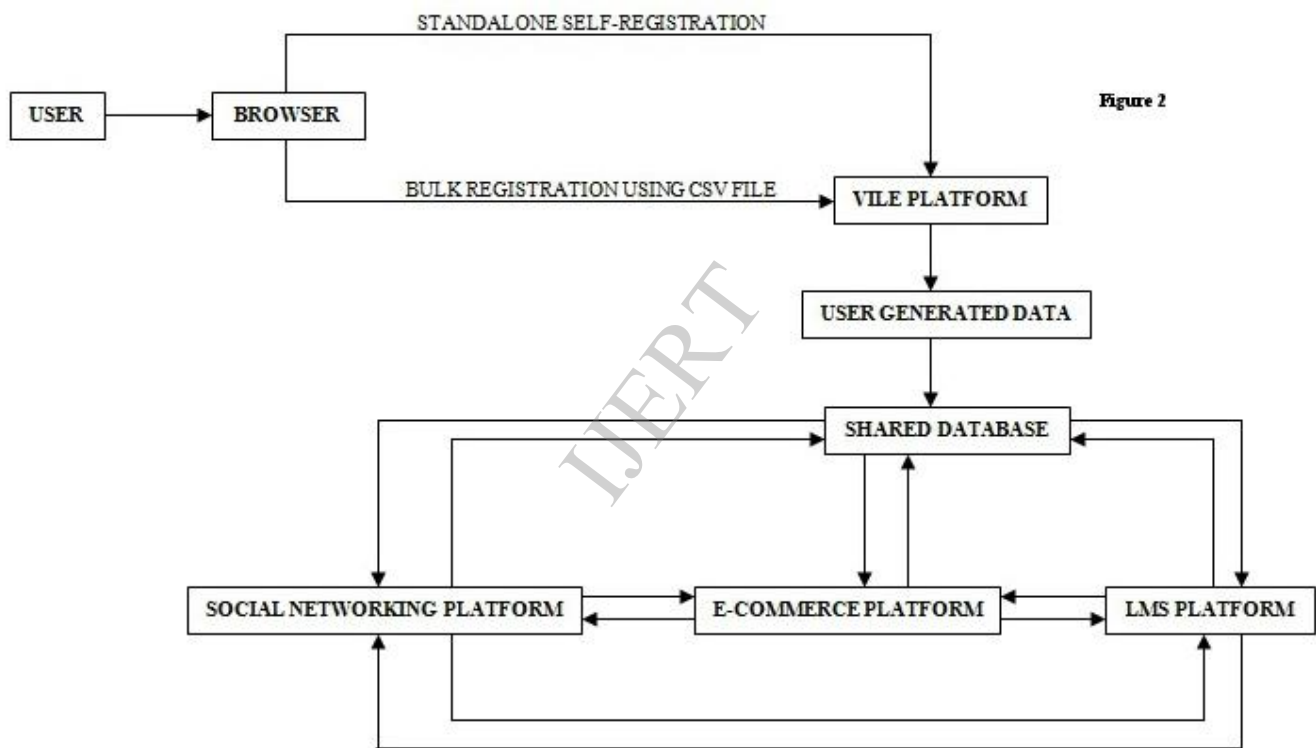 STANDALONE SELF-REGISTRATION
Figure 2
USER
BROWSER
BULK REGISTRATION USING CSV FILE
VILE PLATFORM
USER GENERATED DATA
IJERT
SHARED DATABASE
SOCIAL NETWORKING PLATFORM
E-COMMERCE PLATFORM
LMS PLATFORM